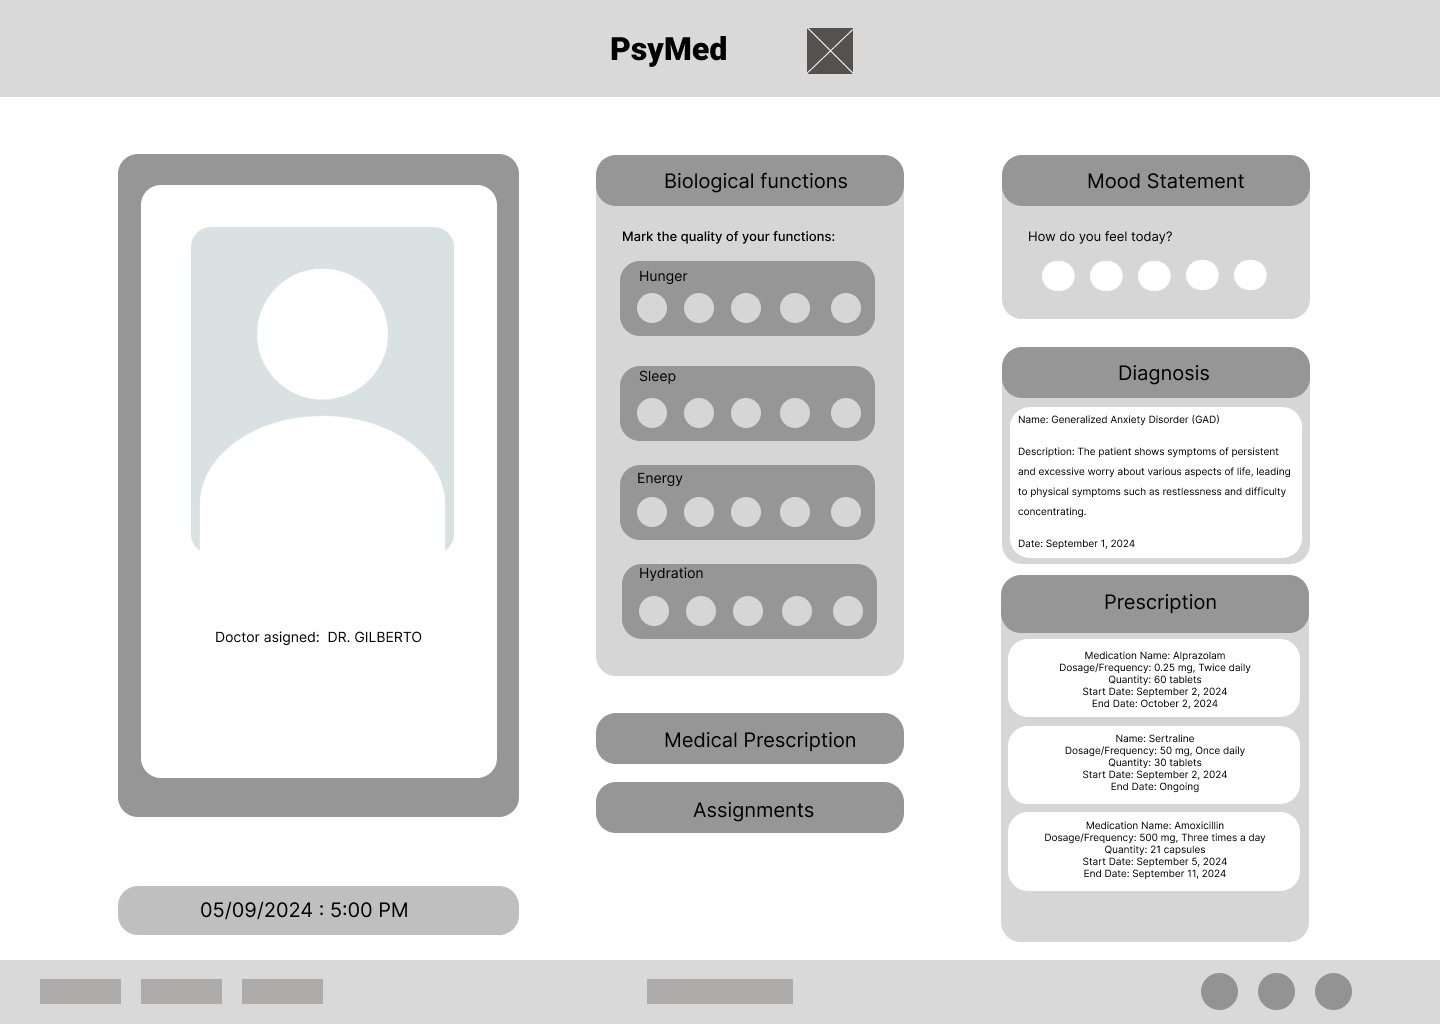 PsyMed
Doctor asigned: DR. GILBERTO
05/09/2024 : 5:00 PM
Biological functions
Mark the quality of your functions:
Hunger
Sleep
Energy
Hydration
Medical Prescription
Assignments
Mood Statement
How do you feel today?
Diagnosis
Name: Generalized Anxiety Disorder (GAD)
Description: The patient shows symptoms of persistent
and excessive worry about various aspects of life, leading
to physical symptoms such as restlessness and difficulty
concentrating.
Date: September 1, 2024
Prescription
Medication Name: Alprazolam
Dosage/Frequency: 0.25 mg, Twice daily
Quantity: 60 tablets
Start Date: September 2, 2024
End Date: October 2, 2024
Name: Sertraline
Dosage/Frequency: 50 mg, Once daily
Quantity: 30 tablets
Start Date: September 2, 2024
End Date: Ongoing
Medication Name: Amoxicillin
Dosage/Frequency: 500 mg, Three times a day
Quantity: 21 capsules
Start Date: September 5, 2024
End Date: September 11, 2024